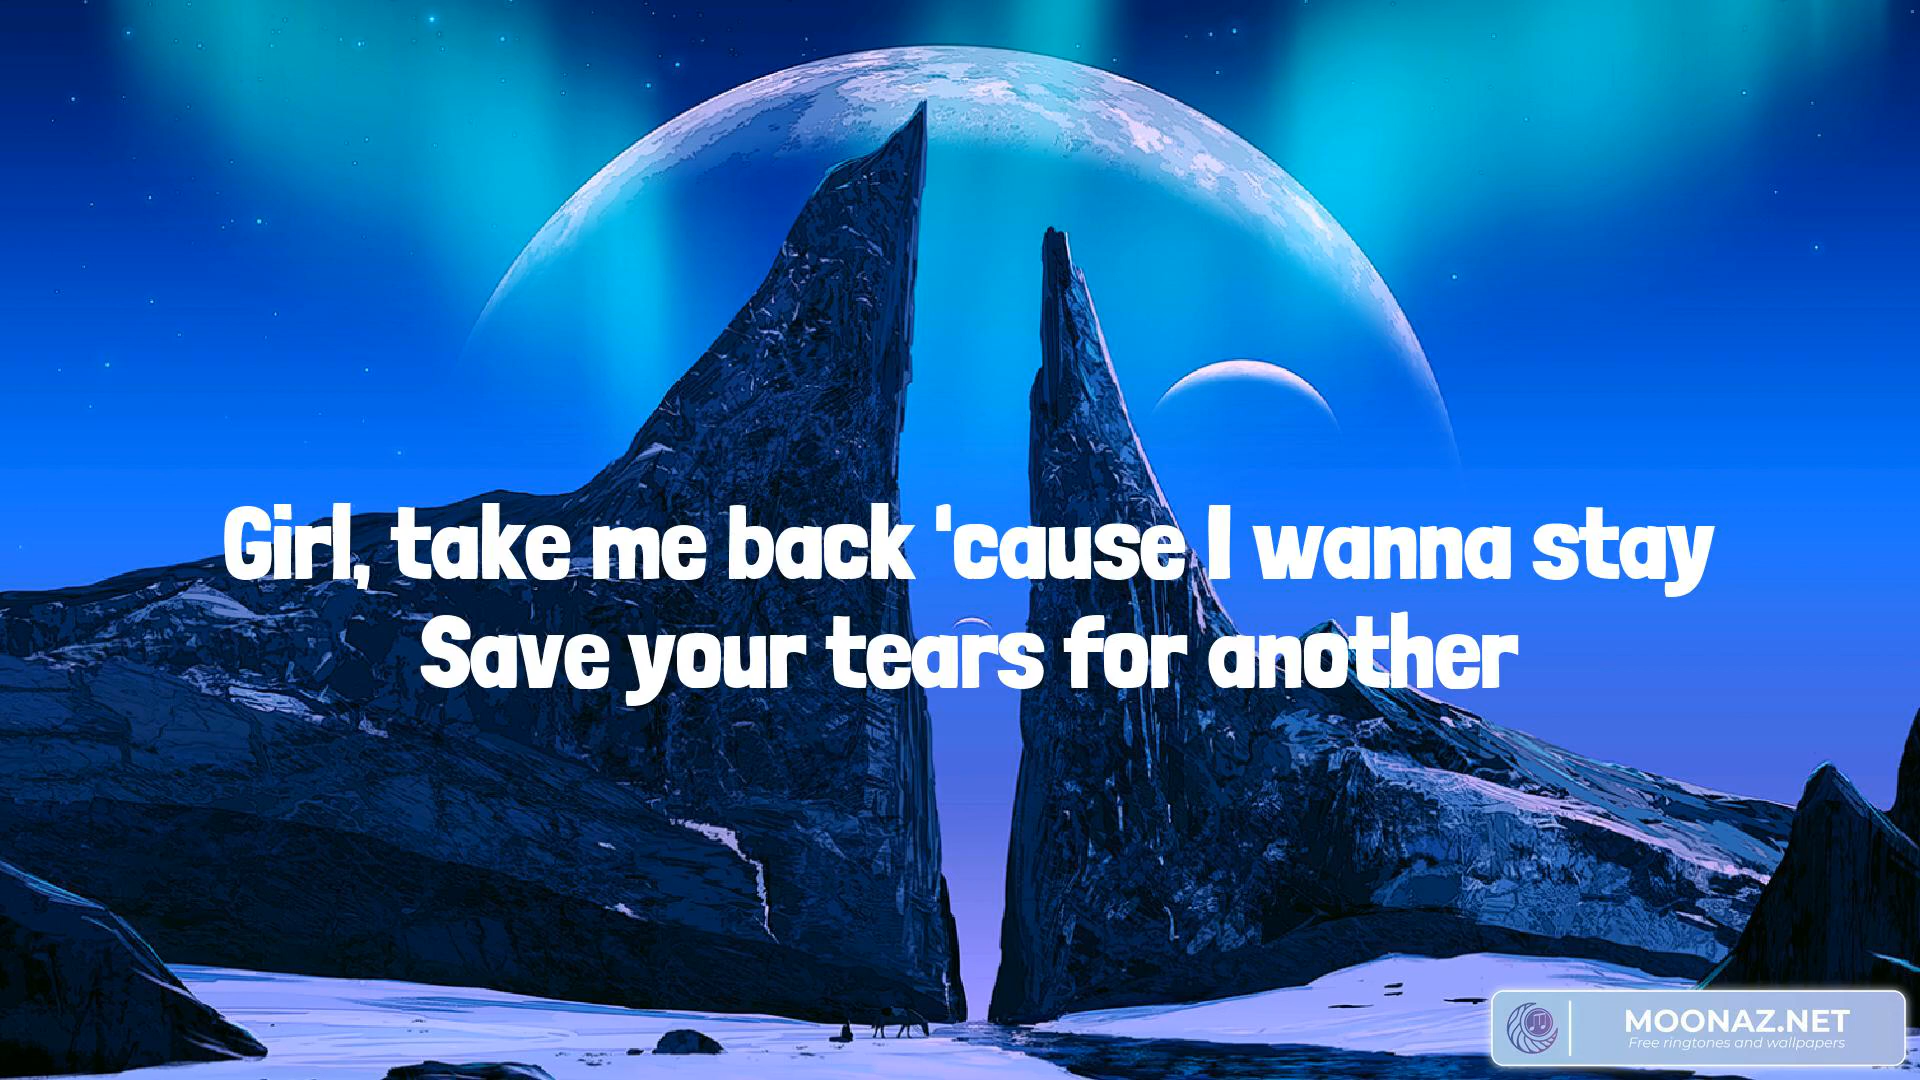 Girl, take me back 'cause I wanna stay
Save your tears for another
MOONAZ.NET
Free ringtones and wallpapers